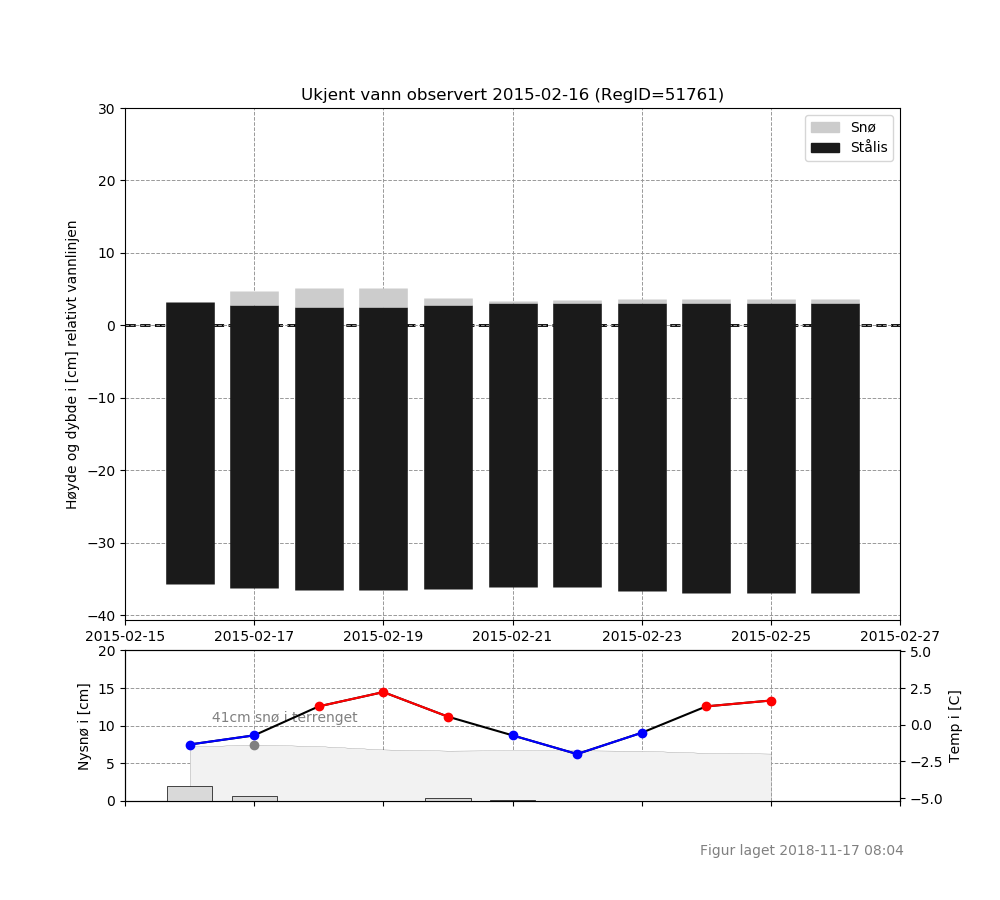 Ukjent vann observert 2015-02-16 (RegID=51761)
Snø
Stålis
30
20
10
0
−10
−20
−30
−40
Høyde og dybde i [cm] relativt vannlinjen
2015-02-15 2015-02-17 2015-02-19 2015-02-21 2015-02-23 2015-02-25 2015-02-27
20
15
10
5
0
Nysnø i [cm]
41cm snø i terrenget
5.0
2.5
0.0
−2.5
−5.0
Temp i [C]
Figur laget 2018-11-17 08:04